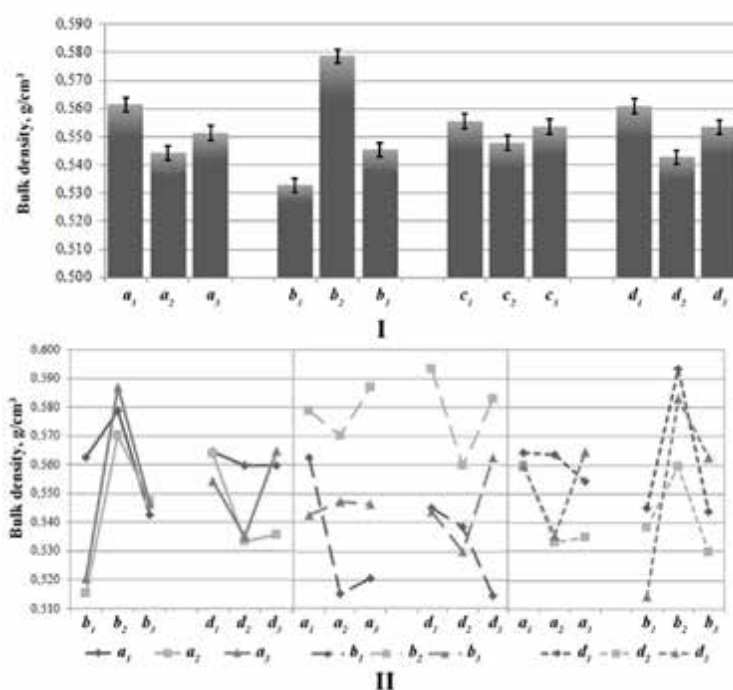 Bulk density, g/cm³
0.590
0.580
0.570
0.560
0.550
0.540
0.530
0.520
0.510
0.500
a₁ a₂ a₃ b₁ b₂ b₃ c₁ c₂ c₃ d₁ d₂ d₃
I
Bulk density, g/cm³
0.600
0.590
0.580
0.570
0.560
0.550
0.540
0.530
0.520
0.510
b₁ b₂ b₃ d₁ d₂ d₃ a₁ a₂ a₃ d₁ d₂ d₃ a₁ a₂ a₃ b₁ b₂ b₃
a₁ a₂ a₃ b₁ b₂ b₃ d₁ d₂ d₃
II